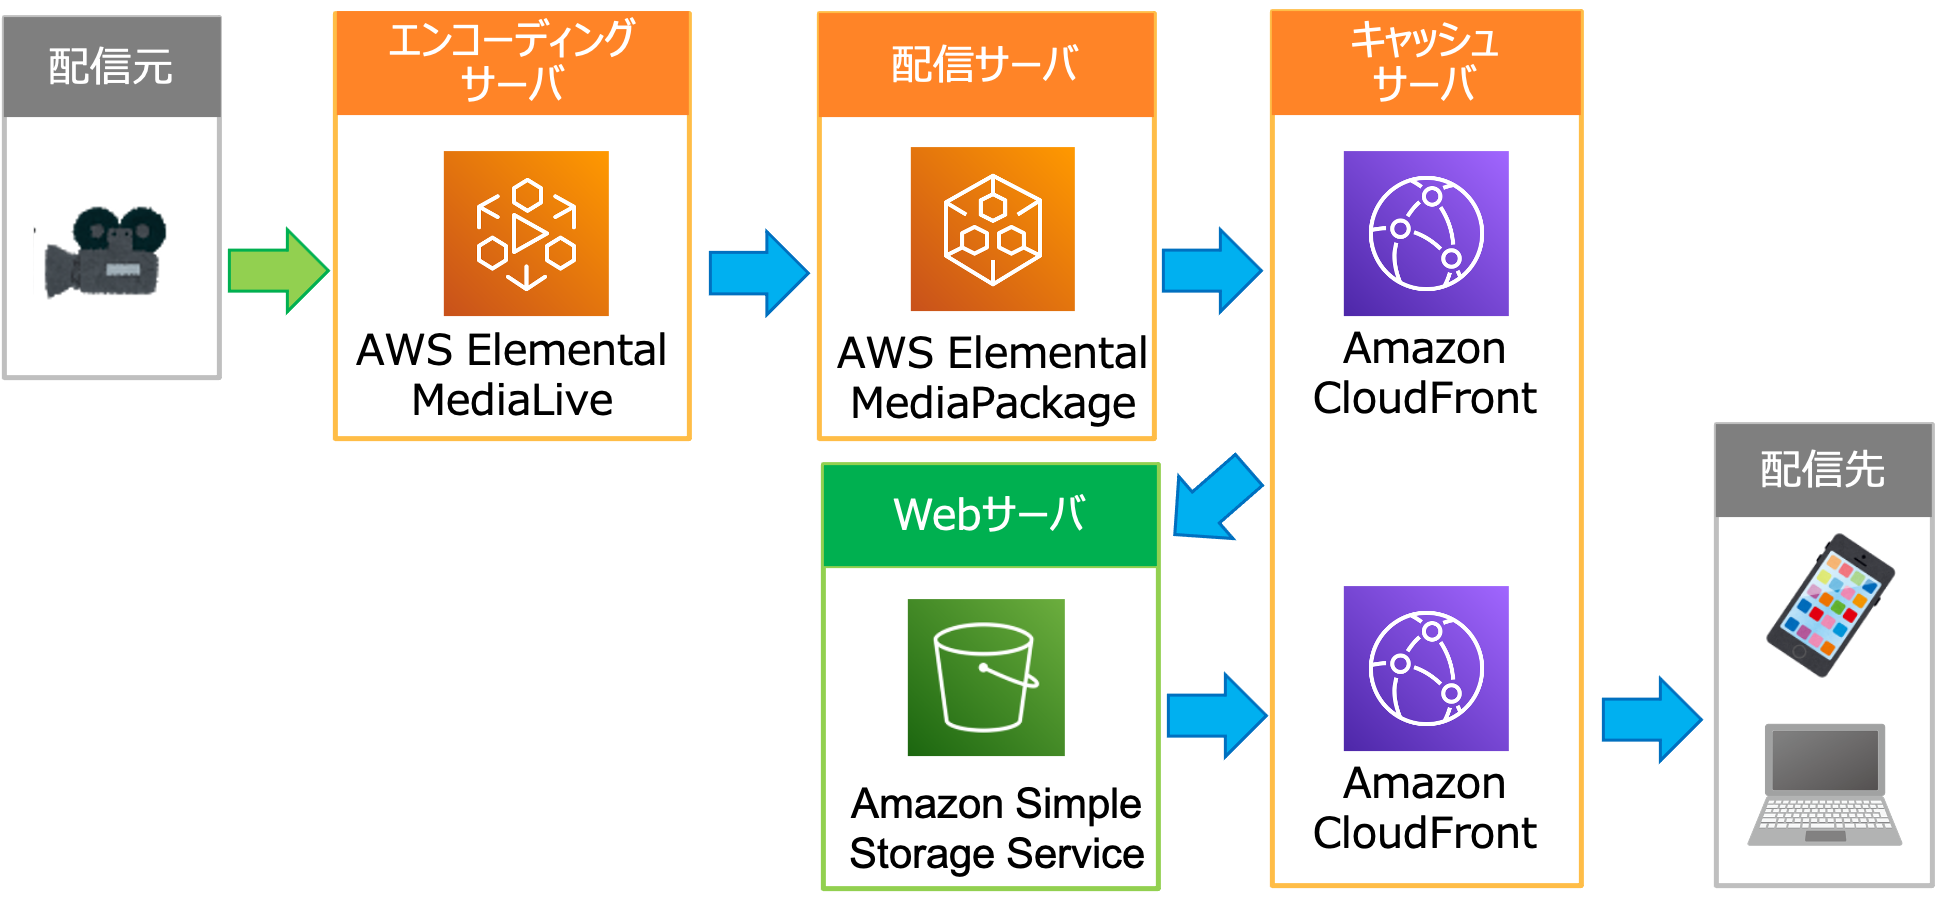 配信元
エンコーディング
サーバ
AWS Elemental
MediaLive
配信サーバ
AWS Elemental
MediaPackage
キャッシュ
サーバ
Amazon
CloudFront
Webサーバ
Amazon Simple
Storage Service
Amazon
CloudFront
配信先